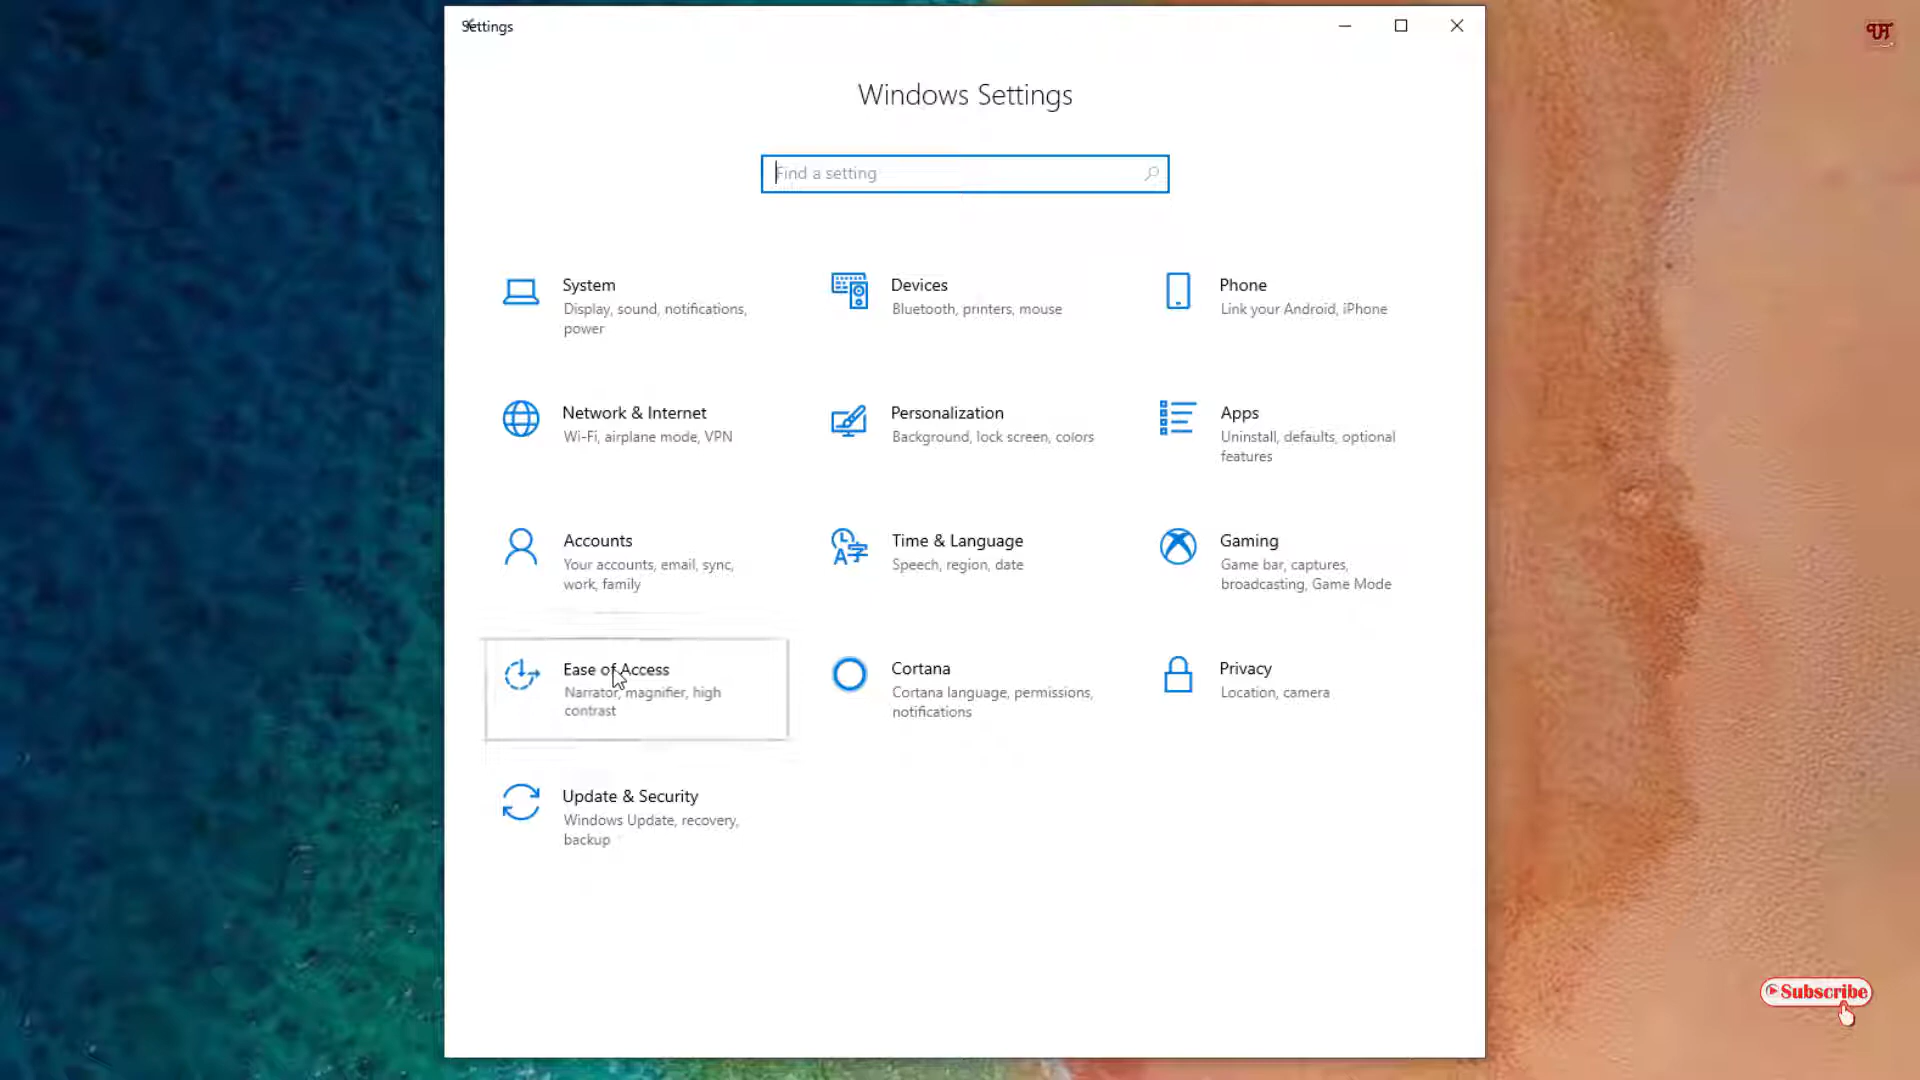 Settings
Windows Settings
Find a setting
System
Display, sound, notifications,
power
Devices
Bluetooth, printers, mouse
Phone
Link your Android, iPhone
Network & Internet
Wi-Fi, airplane mode, VPN
Personalization
Background, lock screen, colors
Apps
Uninstall, defaults, optional
features
Accounts
Your accounts, email, sync,
work, family
Time & Language
Speech, region, date
Gaming
Game bar, captures,
broadcasting, Game Mode
Ease of Access
Narrator, magnifier, high
contrast
Cortana
Cortana language, permissions,
notifications
Privacy
Location, camera
Update & Security
Windows Update, recovery,
backup
Subscribe